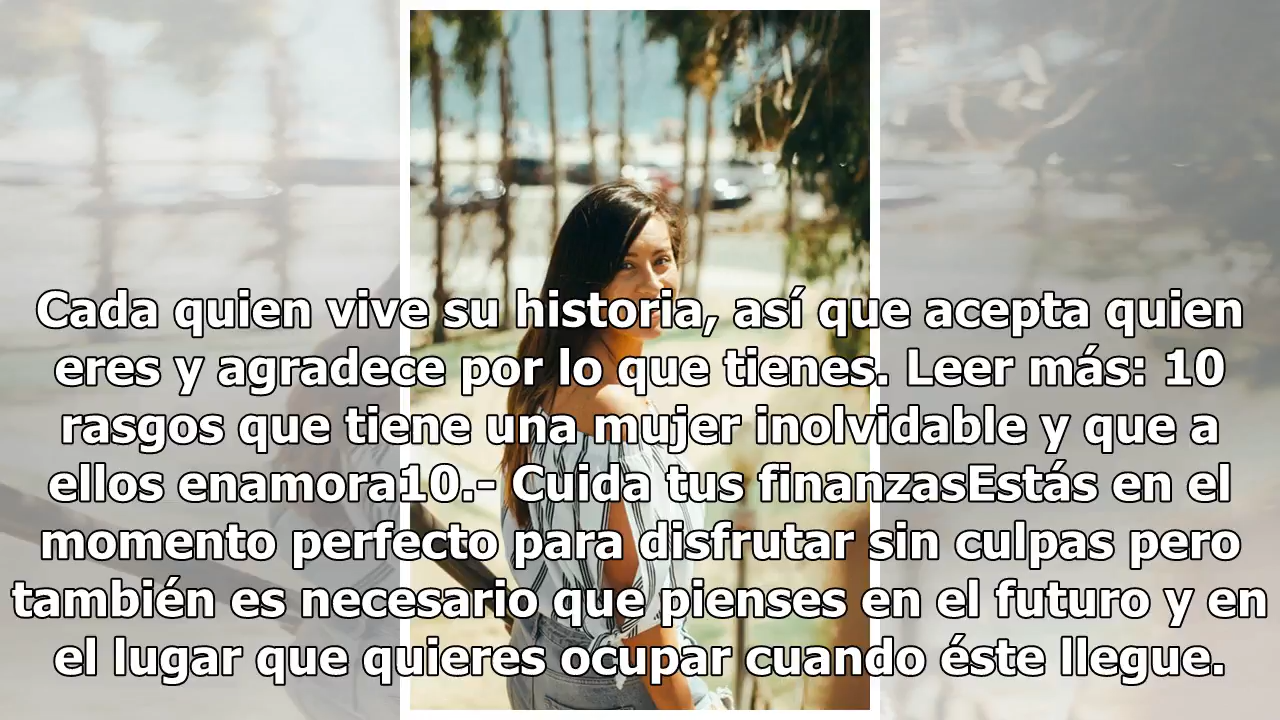 Cada quien vive su historia, así que acepta quien
eres y agradece por lo que tienes. Leer más: 10
rasgos que tiene una mujer inolvidable y que a
ellos enamora10.- Cuida tus finanzasEstás en el
momento perfecto para disfrutar sin culpas pero
también es necesario que pienses en el futuro y en
el lugar que quieres ocupar cuando éste llegue.